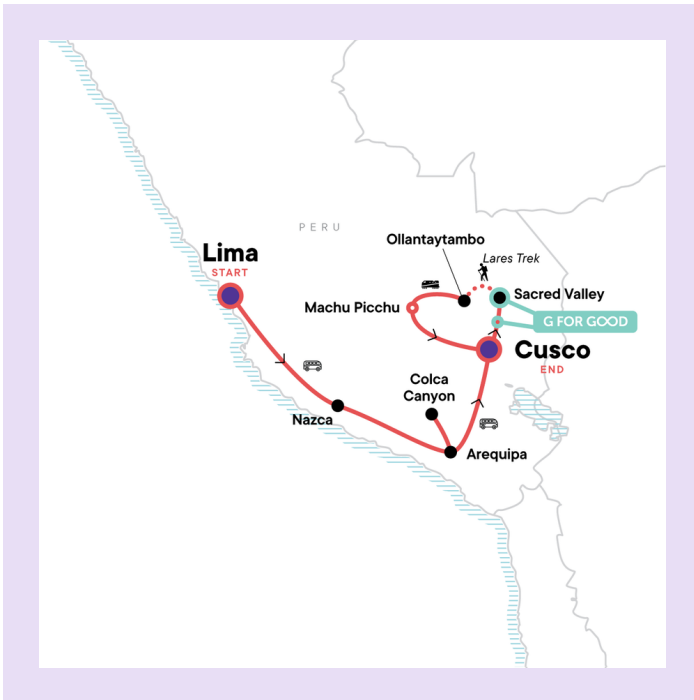 PERU
Ollantaytambo
Lares Trek
Lima
START
Sacred Valley
Machu Picchu
G FOR GOOD
Cusco
END
Colca
Canyon
Nazca
Arequipa